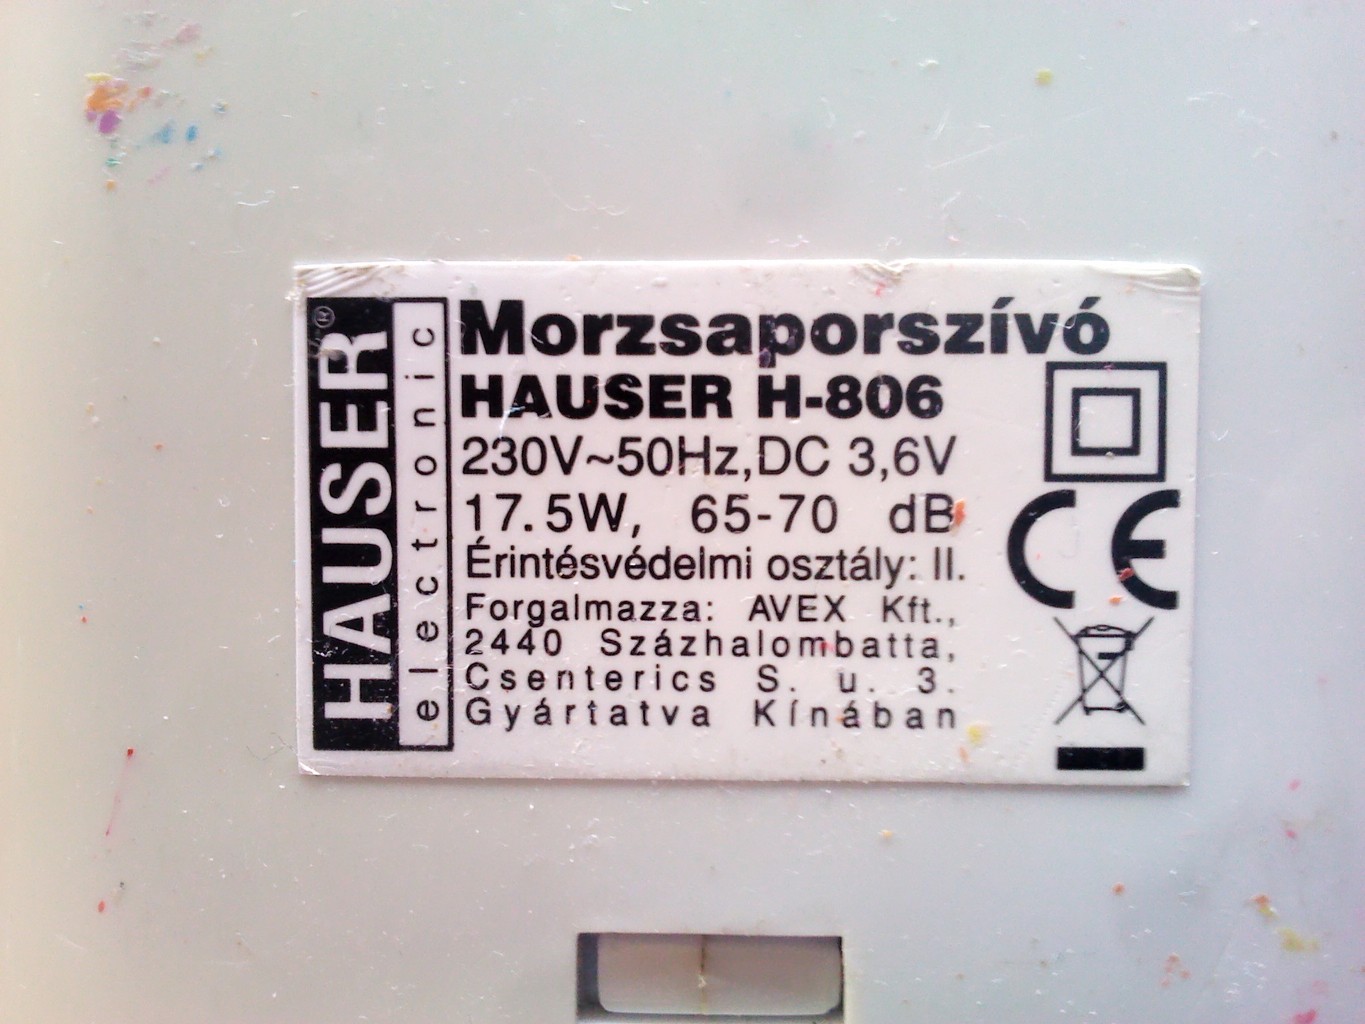 HAUSER®
electronic
Morzsaporszívó
HAUSER H-806
230V~50Hz,DC 3,6V
17.5W, 65-70 dB
Érintésvédelmi osztály: II.
Forgalmazza: AVEX Kft.,
2440 Százhalombatta,
Csenterics S. u. 3.
Gyártatva Kínában
CE